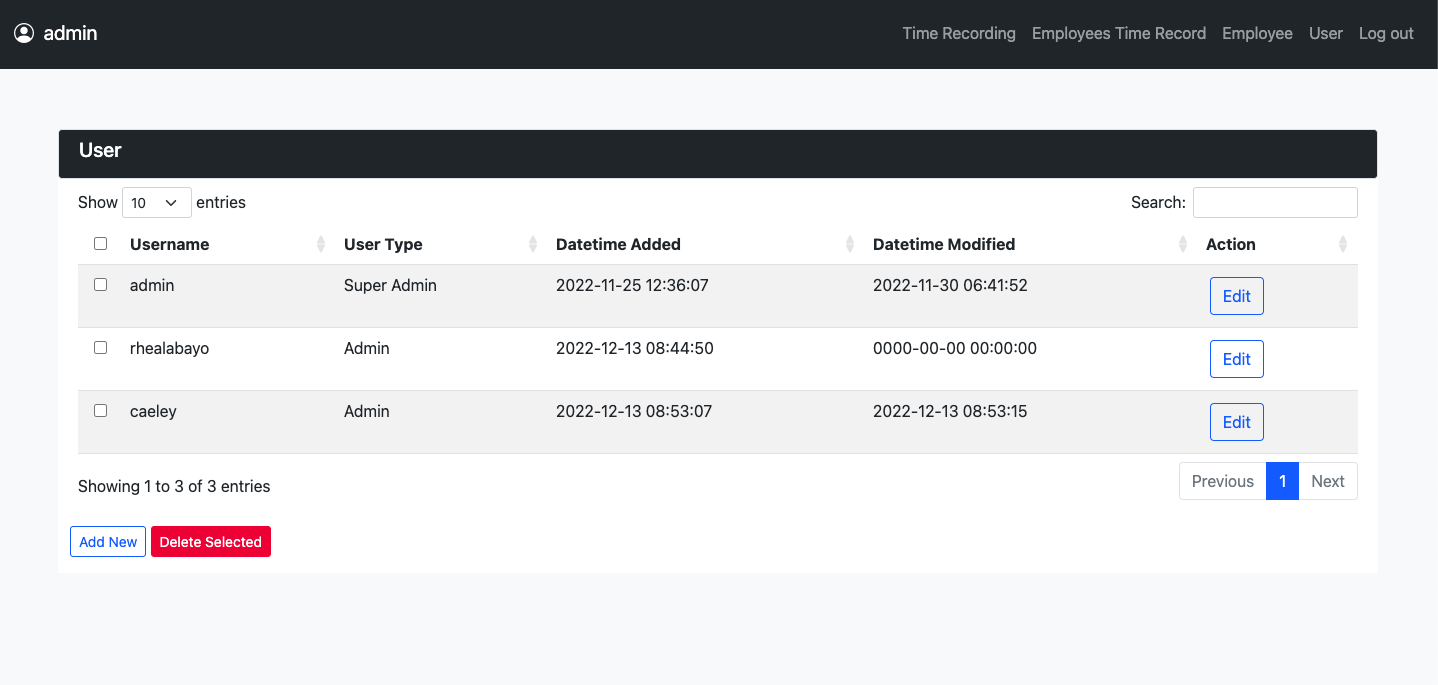 admin Time Recording Employees Time Record Employee User Log out
User
Show 10 entries Search:
Username User Type Datetime Added Datetime Modified Action
admin Super Admin 2022-11-25 12:36:07 2022-11-30 06:41:52 Edit
rhealabayo Admin 2022-12-13 08:44:50 0000-00-00 00:00:00 Edit
caeley Admin 2022-12-13 08:53:07 2022-12-13 08:53:15 Edit
Showing 1 to 3 of 3 entries Previous 1 Next
Add New Delete Selected